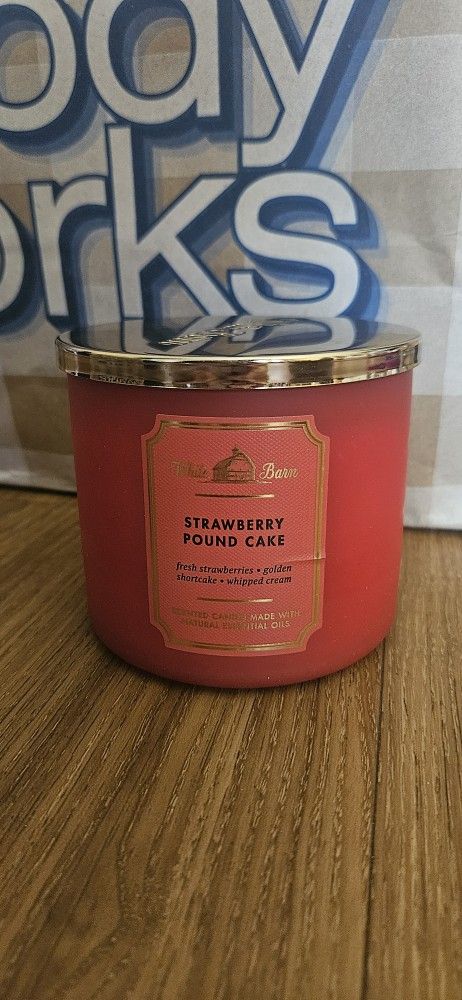 ody
orks
White Barn
STRAWBERRY
POUND CAKE
fresh strawberries • golden
shortcake • whipped cream
SCENTED CANDLE MADE WITH
NATURAL ESSENTIAL OILS